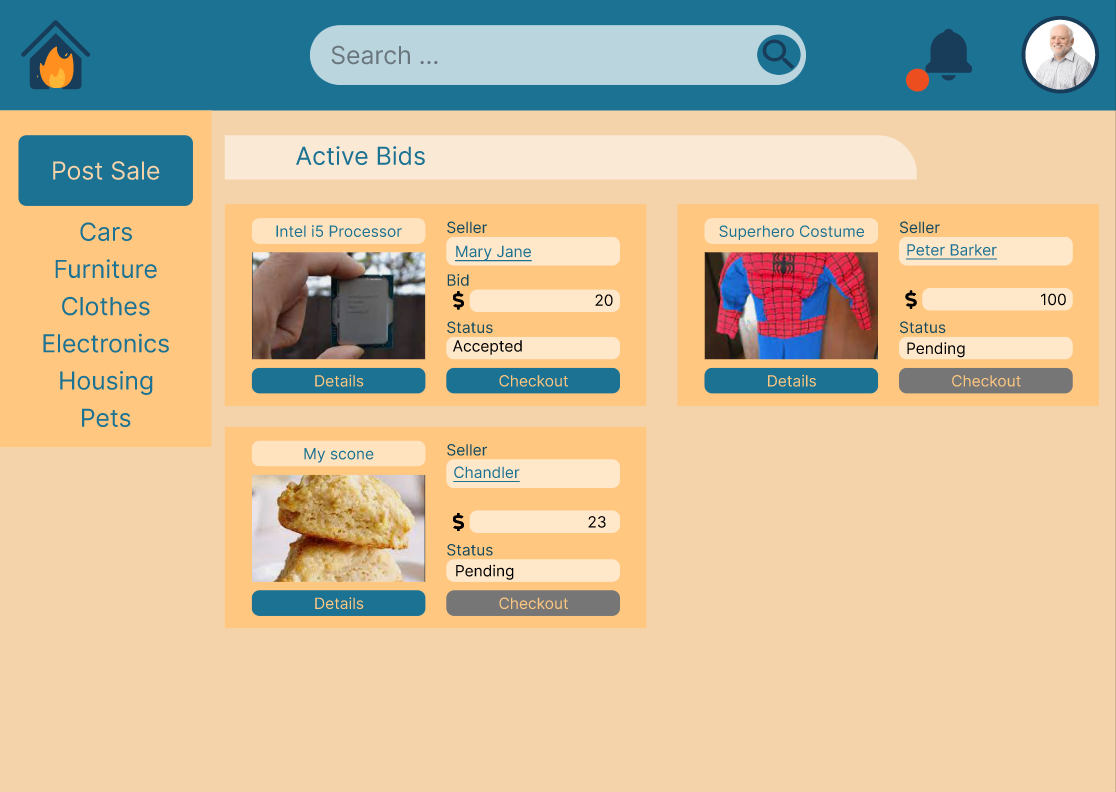 Search ...
Post Sale
Cars
Furniture
Clothes
Electronics
Housing
Pets
Active Bids
Intel i5 Processor
Seller
Mary Jane
Bid
$ 20
Status
Accepted
Details
Checkout
Superhero Costume
Seller
Peter Barker
$ 100
Status
Pending
Details
Checkout
My scone
Seller
Chandler
$ 23
Status
Pending
Details
Checkout